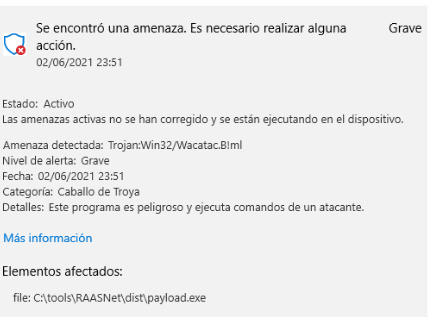 Se encontró una amenaza. Es necesario realizar alguna Grave
acción.
02/06/2021 23:51
Estado: Activo
Las amenazas activas no se han corregido y se están ejecutando en el dispositivo.
Amenaza detectada: Trojan:Win32/Wacatac.B!ml
Nivel de alerta: Grave
Fecha: 02/06/2021 23:51
Categoría: Caballo de Troya
Detalles: Este programa es peligroso y ejecuta comandos de un atacante.
Más información
Elementos afectados:
file: C:\tools\RAASNet\dist\payload.exe